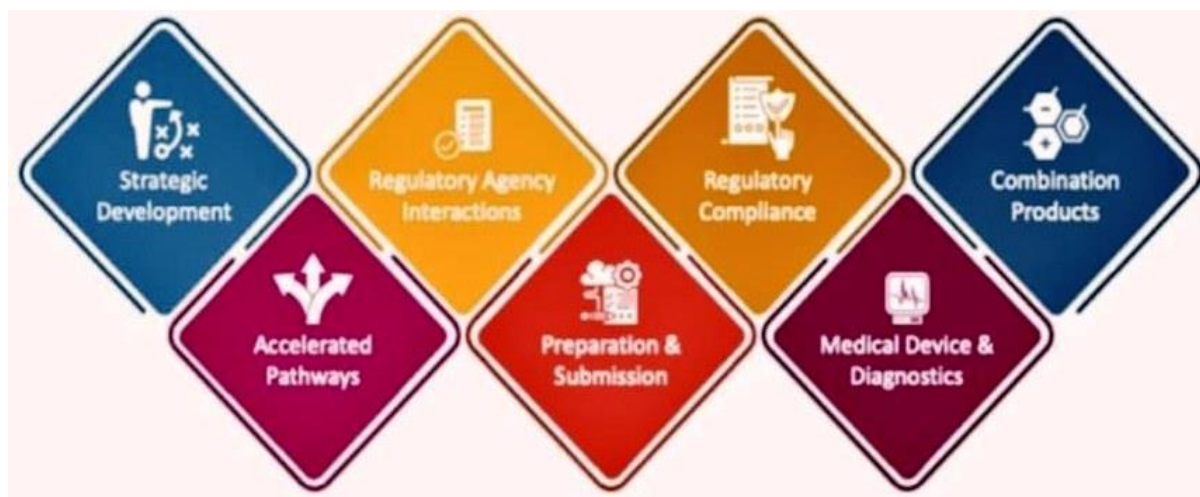 Strategic
Development
Regulatory Agency
Interactions
Regulatory
Compliance
Combination
Products
Accelerated
Pathways
Preparation &
Submission
Medical Device &
Diagnostics